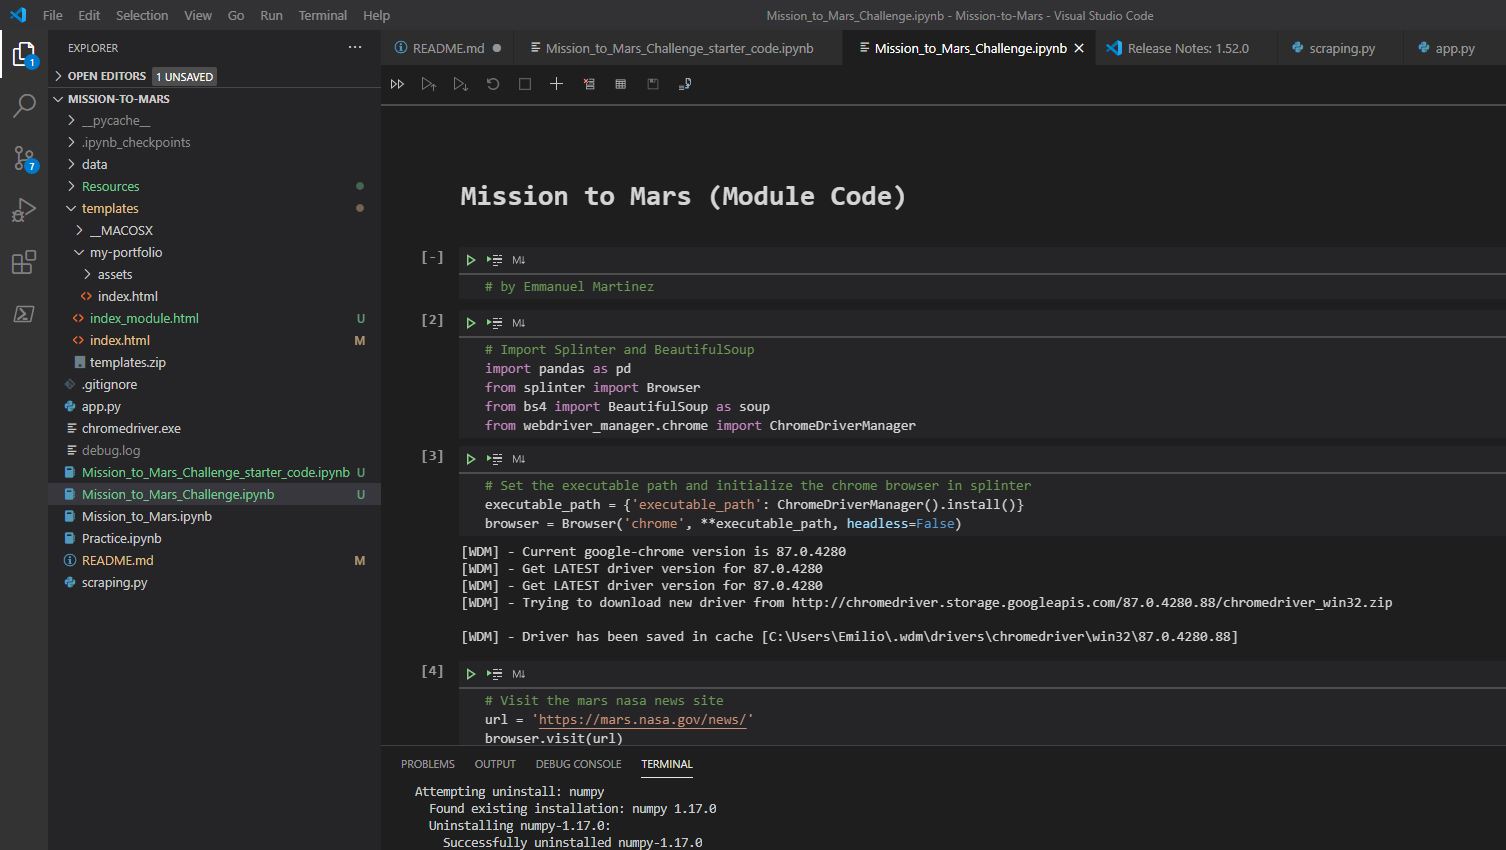 File Edit Selection View Go Run Terminal Help
Mission_to_Mars_Challenge.ipynb - Mission-to-Mars - Visual Studio Code
EXPLORER
OPEN EDITORS 1 UNSAVED
MISSION-TO-MARS
__pycache__
.ipynb_checkpoints
data
Resources
templates
__MACOSX
my-portfolio
assets
index.html
index_module.html U
index.html M
templates.zip
.gitignore
app.py
chromedriver.exe
debug.log
Mission_to_Mars_Challenge_starter_code.ipynb U
Mission_to_Mars_Challenge.ipynb U
Mission_to_Mars.ipynb
Practice.ipynb
README.md M
scraping.py
1
7
README.md Mission_to_Mars_Challenge_starter_code.ipynb Mission_to_Mars_Challenge.ipynb Release Notes: 1.52.0 scraping.py app.py
Mission to Mars (Module Code)
[-] M↓
# by Emmanuel Martinez
[2] M↓
# Import Splinter and BeautifulSoup
import pandas as pd
from splinter import Browser
from bs4 import BeautifulSoup as soup
from webdriver_manager.chrome import ChromeDriverManager
[3] M↓
# Set the executable path and initialize the chrome browser in splinter
executable_path = {'executable_path': ChromeDriverManager().install()}
browser = Browser('chrome', **executable_path, headless=False)
[WDM] - Current google-chrome version is 87.0.4280
[WDM] - Get LATEST driver version for 87.0.4280
[WDM] - Get LATEST driver version for 87.0.4280
[WDM] - Trying to download new driver from http://chromedriver.storage.googleapis.com/87.0.4280.88/chromedriver_win32.zip
[WDM] - Driver has been saved in cache [C:\Users\Emilio\.wdm\drivers\chromedriver\win32\87.0.4280.88]
[4] M↓
# Visit the mars nasa news site
url = 'https://mars.nasa.gov/news/'
browser.visit(url)
PROBLEMS OUTPUT DEBUG CONSOLE TERMINAL
Attempting uninstall: numpy
Found existing installation: numpy 1.17.0
Uninstalling numpy-1.17.0:
Successfully uninstalled numpy-1.17.0